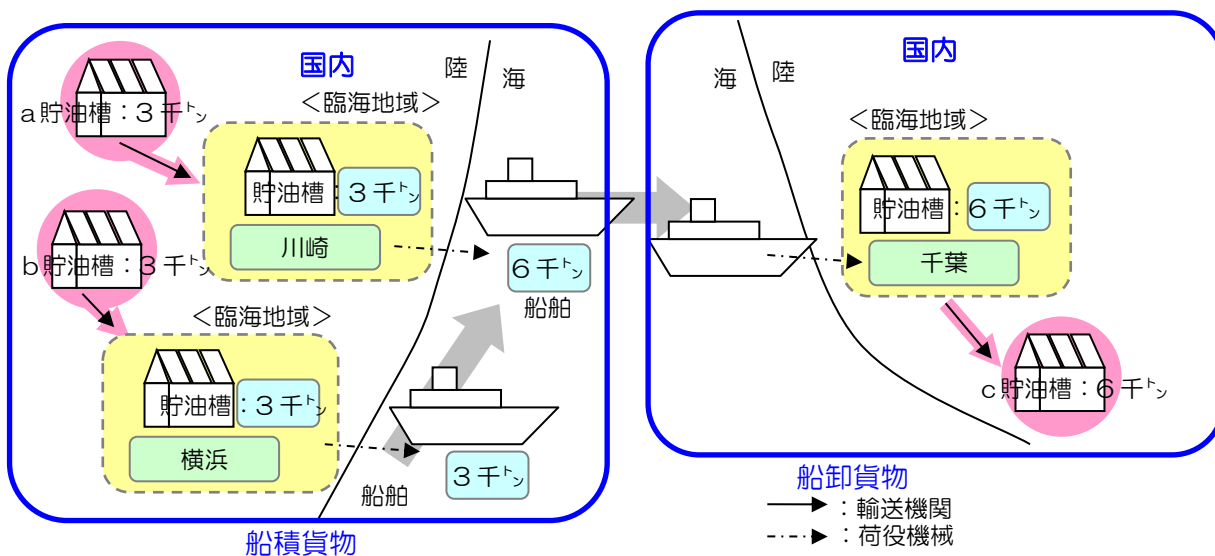 国内
陸
海
a貯油槽：３千㌧
＜臨海地域＞
貯油槽：３千㌧
川崎
６千㌧
船舶
b貯油槽：３千㌧
＜臨海地域＞
貯油槽：３千㌧
横浜
３千㌧
船舶
船積貨物
国内
海
陸
＜臨海地域＞
貯油槽：６千㌧
千葉
c貯油槽：６千㌧
船卸貨物
：輸送機関
：荷役機械